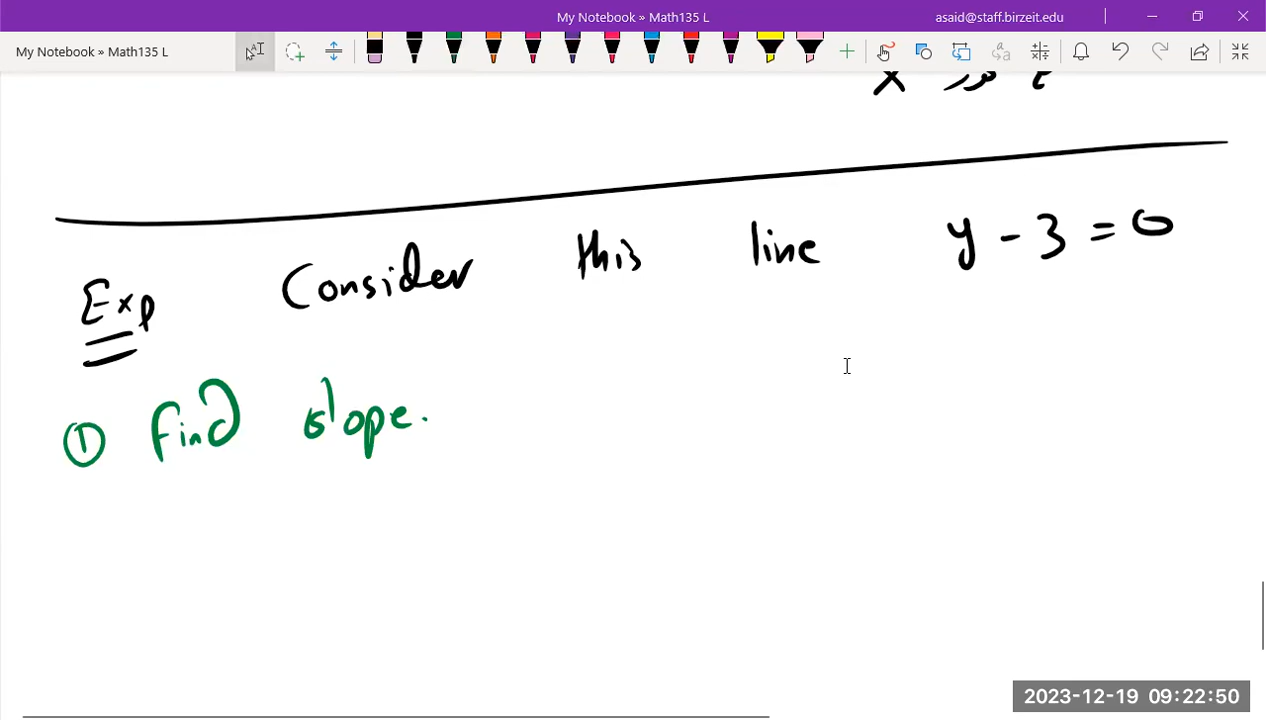 My Notebook » Math135 L
asaid@staff.birzeit.edu
My Notebook » Math135 L
Exp Consider this line y - 3 = 0
① find slope.
2023-12-19 09:22:50